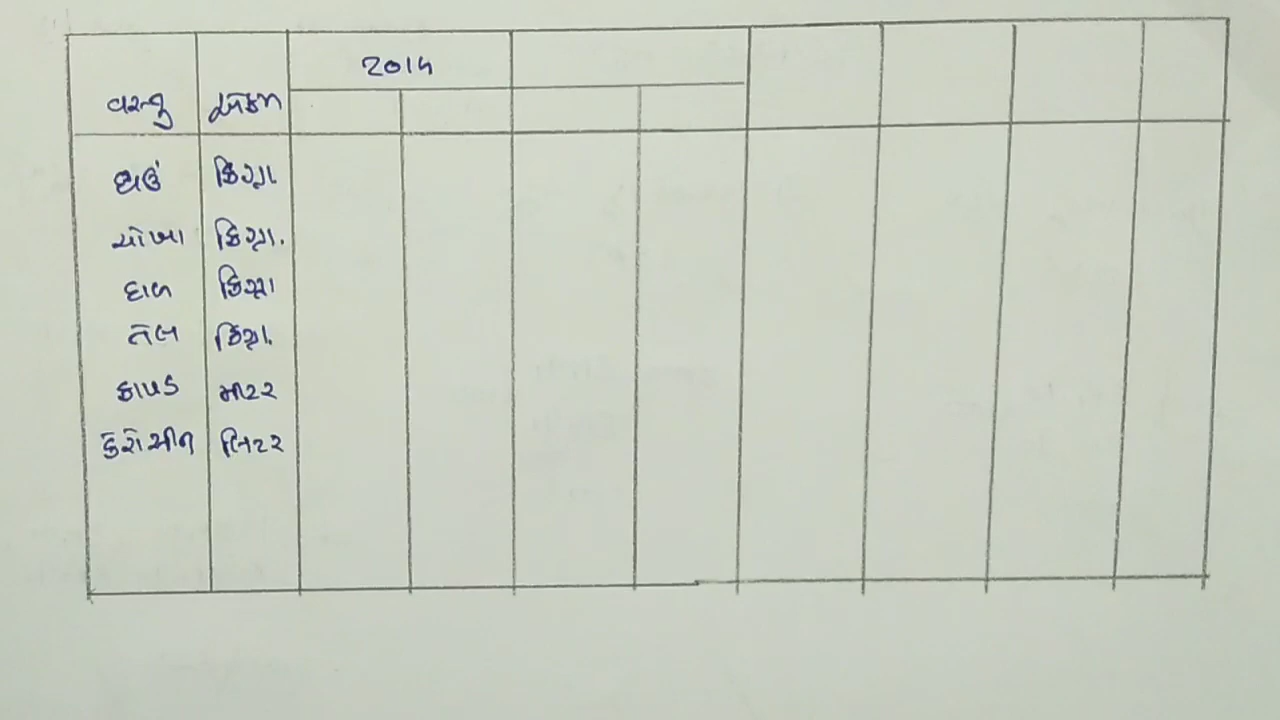 2014
વસ્તુ એકમ
ઘઉં કિગ્રા
ચોખા કિગ્રા.
દાળ કિગ્રા
તેલ કિગ્રા.
કાપડ મીટર
કેરોસીન લિટર